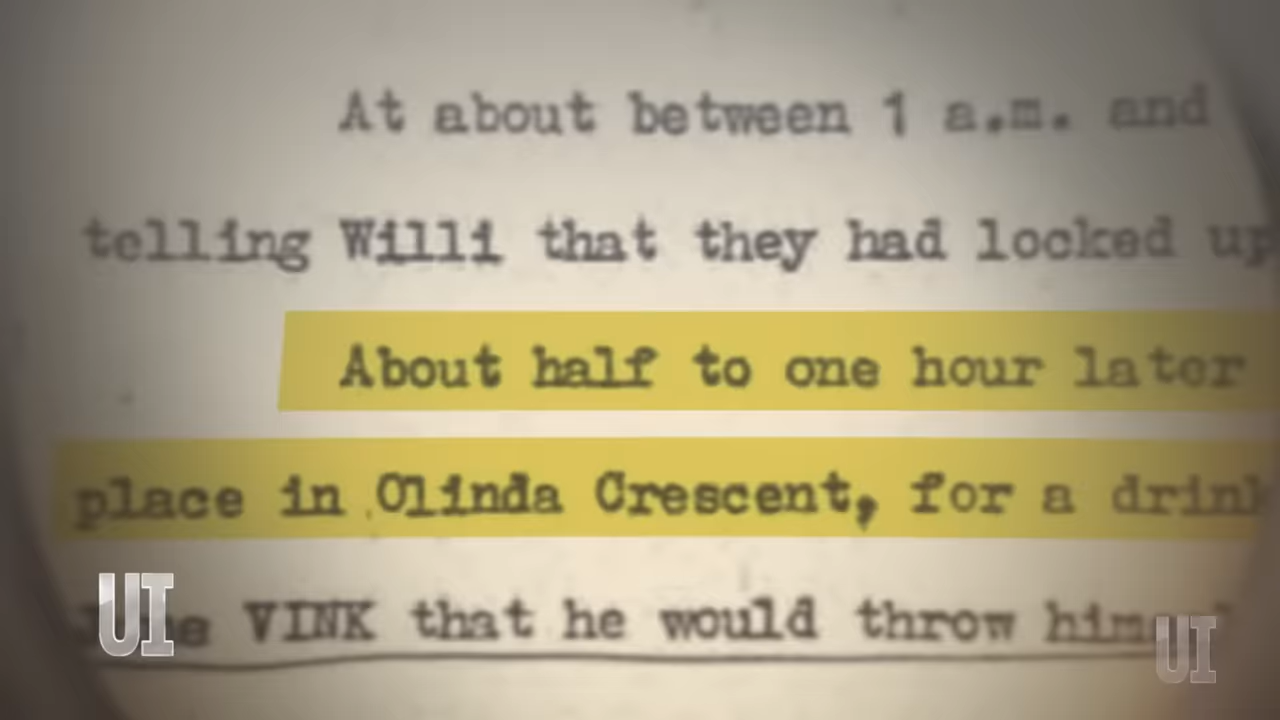 At about between 1 a.m. and
telling Willi that they had locked up
About half to one hour later
place in Olinda Crescent, for a drink
VINK that he would throw
UI
UI